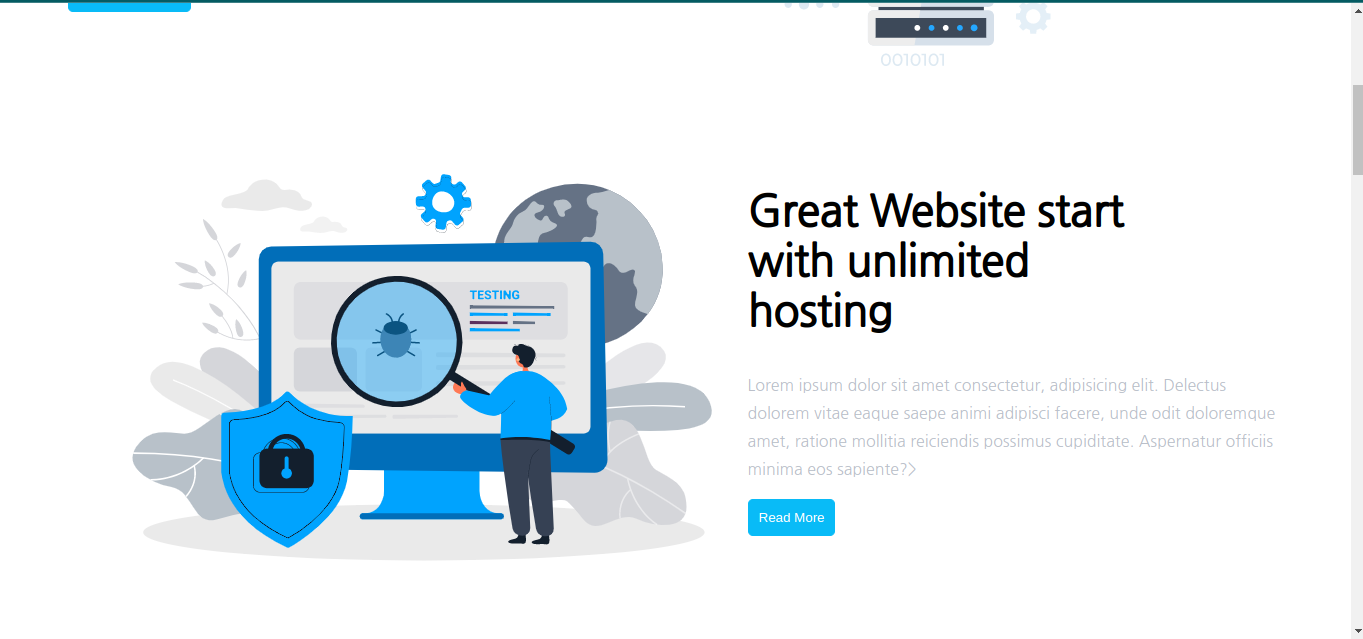 0010101
TESTING
Great Website start
with unlimited
hosting
Lorem ipsum dolor sit amet consectetur, adipisicing elit. Delectus
dolorem vitae eaque saepe animi adipisci facere, unde odit doloremque
amet, ratione mollitia reiciendis possimus cupiditate. Aspernatur officiis
minima eos sapiente?>
Read More